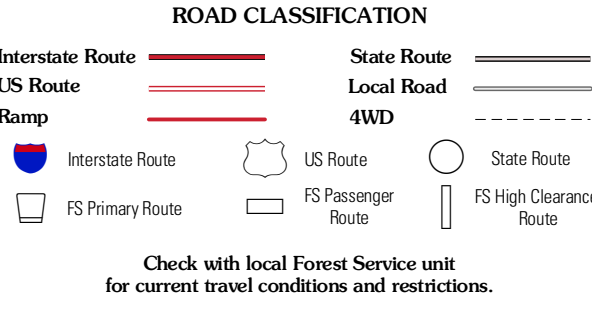 ROAD CLASSIFICATION
Interstate Route
State Route
US Route
Local Road
Ramp
4WD
Interstate Route
US Route
State Route
FS Primary Route
FS Passenger
Route
FS High Clearance
Route
Check with local Forest Service unit
for current travel conditions and restrictions.